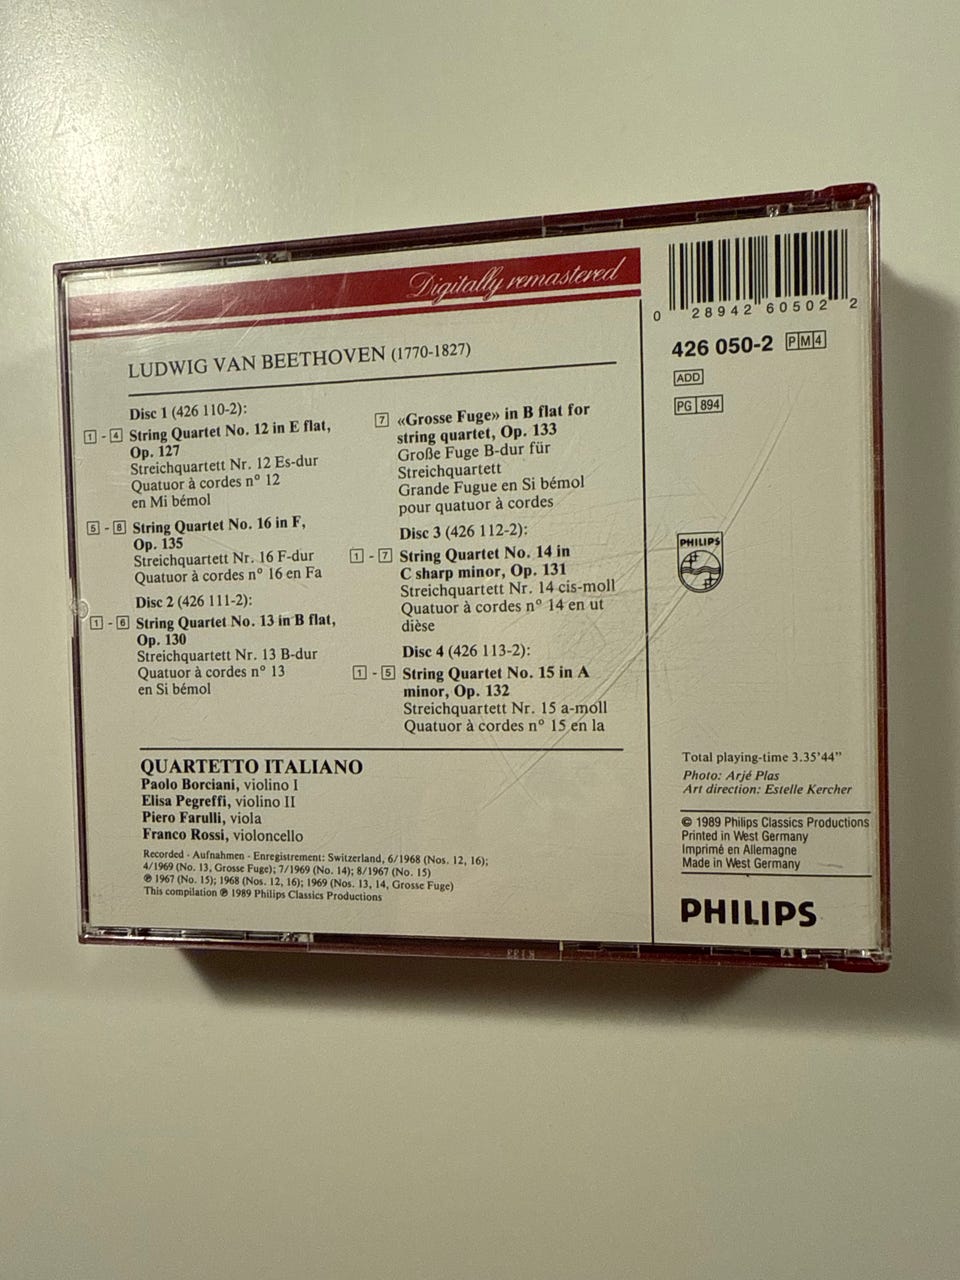 Digitally remastered
LUDWIG VAN BEETHOVEN (1770-1827)
Disc 1 (426 110-2):
1 - 4 String Quartet No. 12 in E flat,
Op. 127
Streichquartett Nr. 12 Es-dur
Quatuor à cordes n° 12
en Mi bémol
5 - 8 String Quartet No. 16 in F,
Op. 135
Streichquartett Nr. 16 F-dur
Quatuor à cordes n° 16 en Fa
Disc 2 (426 111-2):
1 - 6 String Quartet No. 13 in B flat,
Op. 130
Streichquartett Nr. 13 B-dur
Quatuor à cordes n° 13
en Si bémol
7 «Grosse Fuge» in B flat for
string quartet, Op. 133
Große Fuge B-dur für
Streichquartett
Grande Fugue en Si bémol
pour quatuor à cordes
Disc 3 (426 112-2):
1 - 7 String Quartet No. 14 in
C sharp minor, Op. 131
Streichquartett Nr. 14 cis-moll
Quatuor à cordes n° 14 en ut
dièse
Disc 4 (426 113-2):
1 - 5 String Quartet No. 15 in A
minor, Op. 132
Streichquartett Nr. 15 a-moll
Quatuor à cordes n° 15 en la
QUARTETTO ITALIANO
Paolo Borciani, violino I
Elisa Pegreffi, violino II
Piero Farulli, viola
Franco Rossi, violoncello
Recorded - Aufnahmen - Enregistrement: Switzerland, 6/1968 (Nos. 12, 16);
4/1969 (No. 13, Grosse Fuge); 7/1969 (No. 14); 8/1967 (No. 15)
℗ 1967 (No. 15); 1968 (Nos. 12, 16); 1969 (Nos. 13, 14, Grosse Fuge)
This compilation ℗ 1989 Philips Classics Productions
0 28942 60502 2
426 050-2 PM4
ADD
PG 894
PHILIPS
Total playing-time 3.35'44"
Photo: Arjé Plas
Art direction: Estelle Kercher
© 1989 Philips Classics Productions
Printed in West Germany
Imprimé en Allemagne
Made in West Germany
PHILIPS